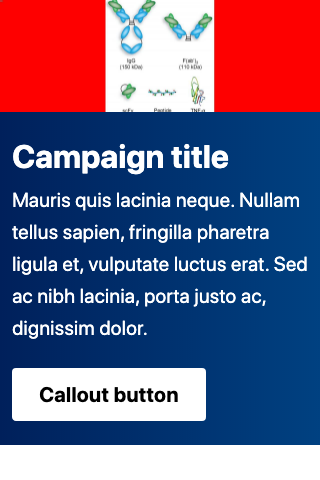 IgG
(150 kDa)
F(ab')₂
(110 kDa)
scFv
Peptide
TNF-α
Campaign title
Mauris quis lacinia neque. Nullam
tellus sapien, fringilla pharetra
ligula et, vulputate luctus erat. Sed
ac nibh lacinia, porta justo ac,
dignissim dolor.
Callout button